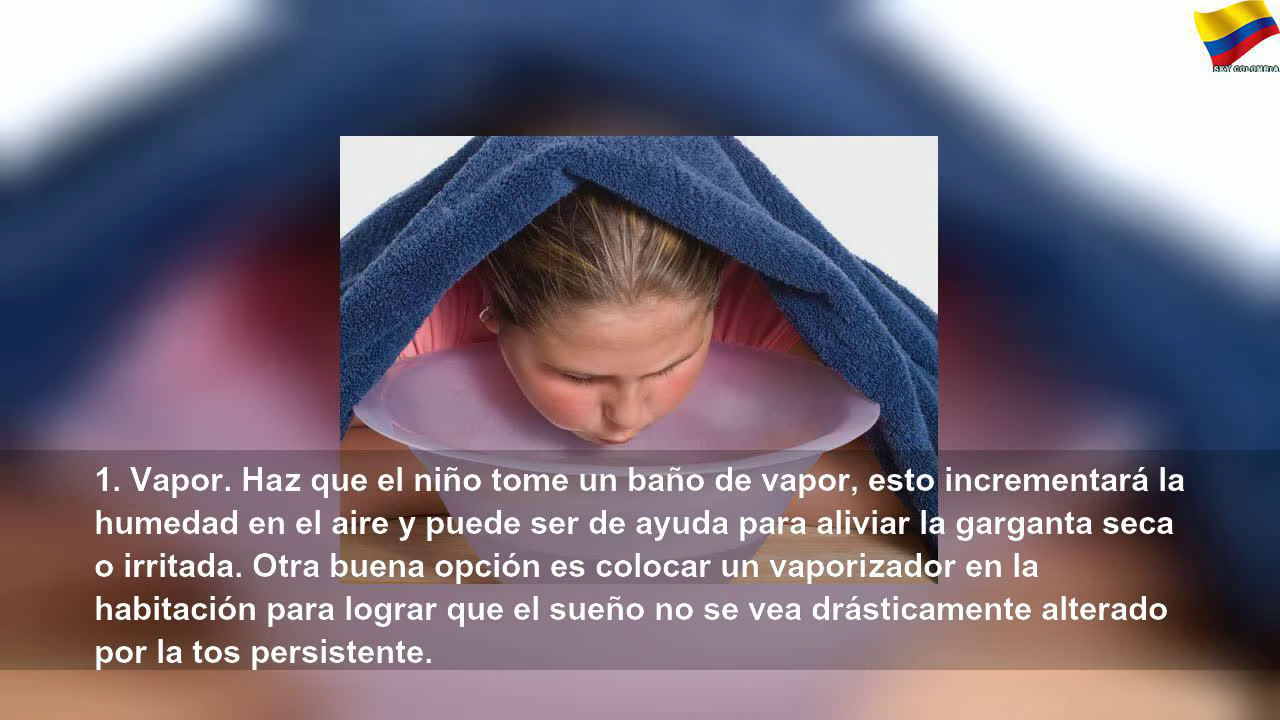 SKY COLOMBIA
1. Vapor. Haz que el niño tome un baño de vapor, esto incrementará la
humedad en el aire y puede ser de ayuda para aliviar la garganta seca
o irritada. Otra buena opción es colocar un vaporizador en la
habitación para lograr que el sueño no se vea drásticamente alterado
por la tos persistente.